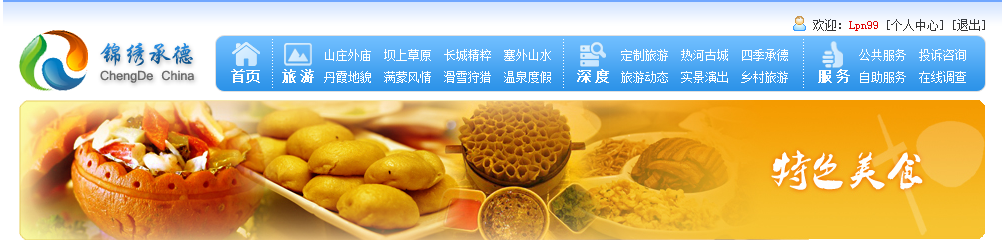 欢迎：Lpn99 [个人中心] [退出]
锦绣承德
ChengDe China
首页
旅游
山庄外庙 坝上草原 长城精粹 塞外山水
丹霞地貌 满蒙风情 滑雪狩猎 温泉度假
深度
定制旅游 热河古城 四季承德
旅游动态 实景演出 乡村旅游
服务
公共服务 投诉咨询
自助服务 在线调查
特色美食